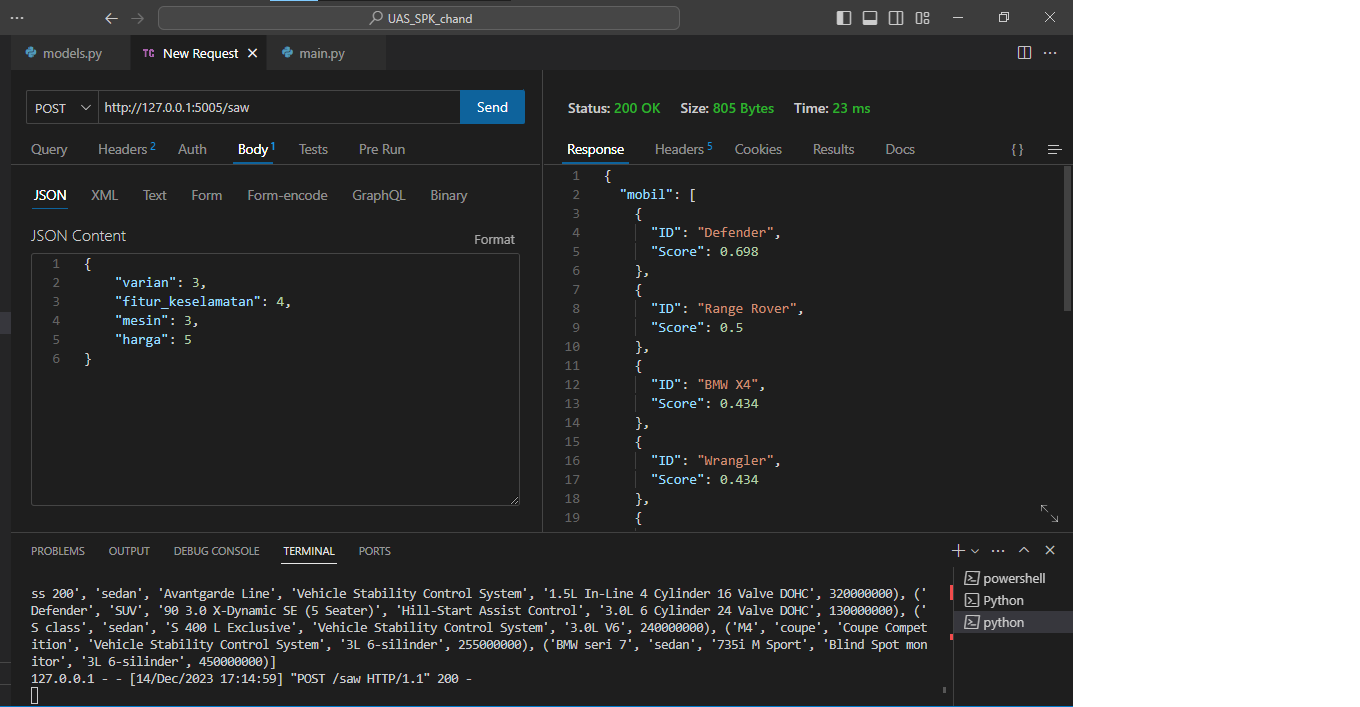 UAS_SPK_chand
models.py
TC New Request
main.py
POST http://127.0.0.1:5005/saw Send
Query Headers 2 Auth Body 1 Tests Pre Run
JSON XML Text Form Form-encode GraphQL Binary
JSON Content Format
1 {
2 "varian": 3,
3 "fitur_keselamatan": 4,
4 "mesin": 3,
5 "harga": 5
6 }
Status: 200 OK Size: 805 Bytes Time: 23 ms
Response Headers 5 Cookies Results Docs { }
1 {
2 "mobil": [
3 {
4 "ID": "Defender",
5 "Score": 0.698
6 },
7 {
8 "ID": "Range Rover",
9 "Score": 0.5
10 },
11 {
12 "ID": "BMW X4",
13 "Score": 0.434
14 },
15 {
16 "ID": "Wrangler",
17 "Score": 0.434
18 },
19 {
PROBLEMS OUTPUT DEBUG CONSOLE TERMINAL PORTS
ss 200', 'sedan', 'Avantgarde Line', 'Vehicle Stability Control System', '1.5L In-Line 4 Cylinder 16 Valve DOHC', 320000000), ('
Defender', 'SUV', '90 3.0 X-Dynamic SE (5 Seater)', 'Hill-Start Assist Control', '3.0L 6 Cylinder 24 Valve DOHC', 130000000), ('
S class', 'sedan', 'S 400 L Exclusive', 'Vehicle Stability Control System', '3.0L V6', 240000000), ('M4', 'coupe', 'Coupe Compet
ition', 'Vehicle Stability Control System', '3L 6-silinder', 255000000), ('BMW seri 7', 'sedan', '735i M Sport', 'Blind Spot mon
itor', '3L 6-silinder', 450000000)]
127.0.0.1 - - [14/Dec/2023 17:14:59] "POST /saw HTTP/1.1" 200 -
powershell
Python
python